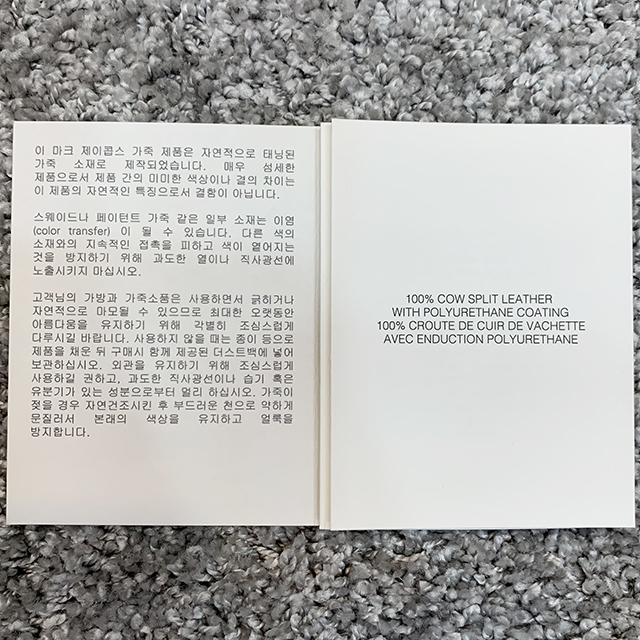 이 마크 제이콥스 가죽 제품은 자연적으로 태닝된
가죽 소재로 제작되었습니다. 매우 섬세한
제품으로서 제품 간의 미미한 색상이나 결의 차이는
이 제품의 자연적인 특징으로서 결함이 아닙니다.
스웨이드나 페이턴트 가죽 같은 일부 소재는 이염
(color transfer) 이 될 수 있습니다. 다른 색의
소재와의 지속적인 접촉을 피하고 색이 옅어지는
것을 방지하기 위해 과도한 열이나 직사광선에
노출시키지 마십시오.
고객님의 가방과 가죽소품은 사용하면서 긁히거나
자연적으로 마모될 수 있으므로 최대한 오랫동안
아름다움을 유지하기 위해 각별히 조심스럽게
다루시길 바랍니다. 사용하지 않을 때는 종이 등으로
제품을 채운 뒤 구매시 함께 제공된 더스트백에 넣어
보관하십시오. 외관을 유지하기 위해 조심스럽게
사용하길 권하고, 과도한 직사광선이나 습기 혹은
유분기가 있는 성분으로부터 멀리 하십시오. 가죽이
젖을 경우 자연건조시킨 후 부드러운 천으로 약하게
문질러서 본래의 색상을 유지하고 얼룩을
방지합니다.
100% COW SPLIT LEATHER
WITH POLYURETHANE COATING
100% CROUTE DE CUIR DE VACHETTE
AVEC ENDUCTION POLYURETHANE